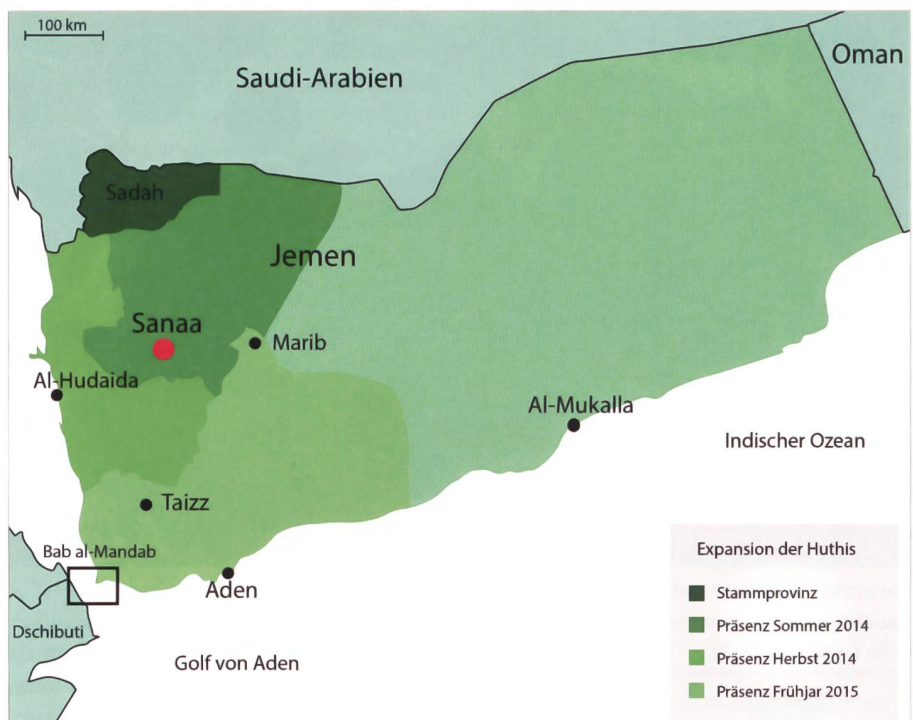 100 km
Saudi-Arabien
Oman
Sadah
Jemen
Sanaa
Marib
Al-Hudaida
Al-Mukalla
Indischer Ozean
Taizz
Bab al-Mandab
Aden
Dschibuti
Golf von Aden
Expansion der Huthis
Stammprovinz
Präsenz Sommer 2014
Präsenz Herbst 2014
Präsenz Frühjar 2015